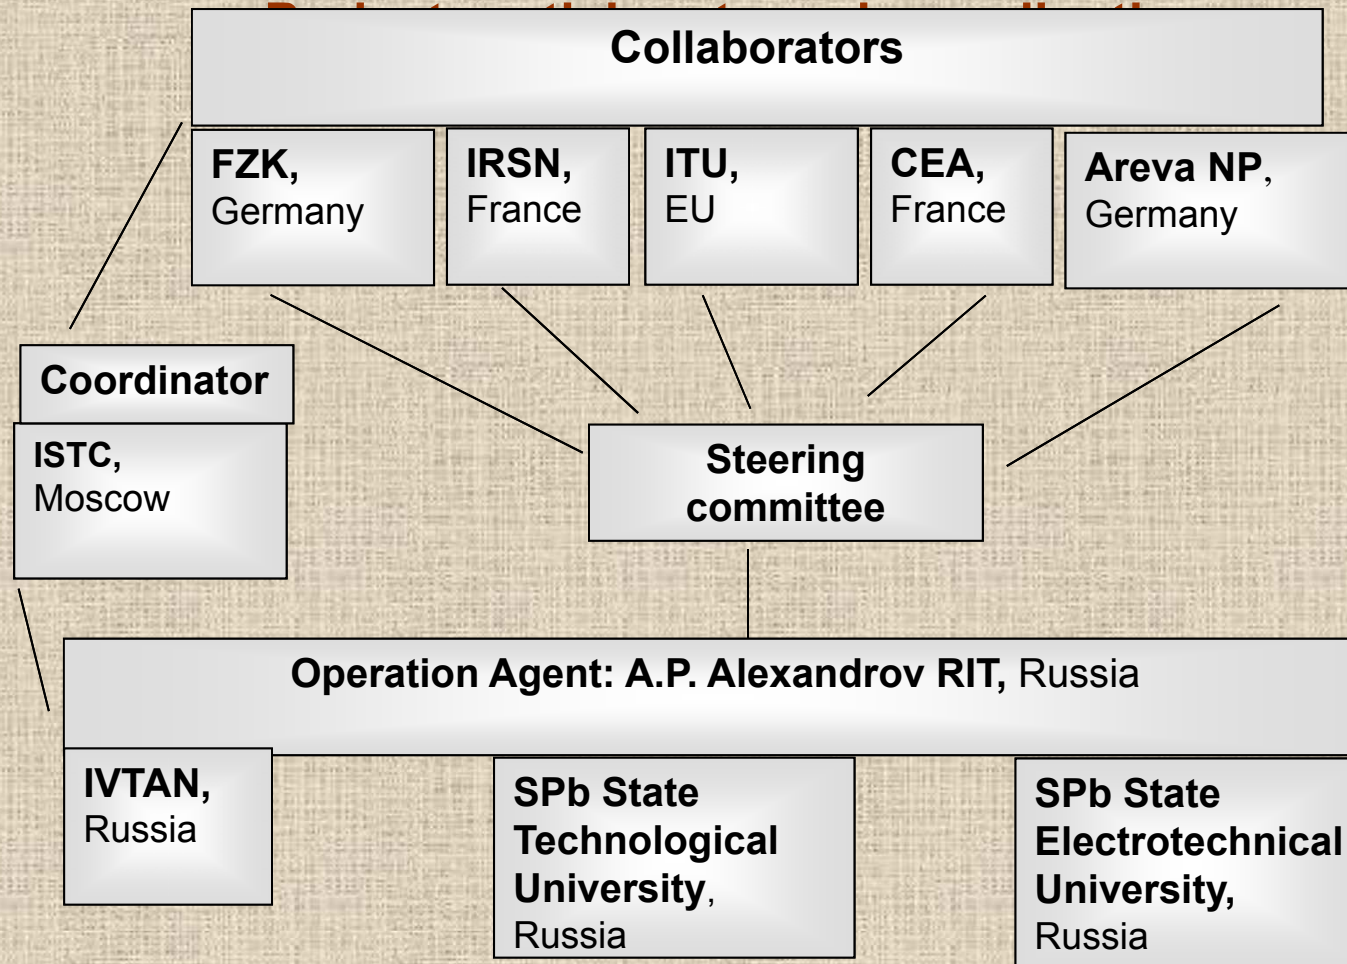 Collaborators
FZK,
Germany
IRSN,
France
ITU,
EU
CEA,
France
Areva NP,
Germany
Coordinator
ISTC,
Moscow
Steering
committee
Operation Agent: A.P. Alexandrov RIT, Russia
IVTAN,
Russia
SPb State
Technological
University,
Russia
SPb State
Electrotechnical
University,
Russia